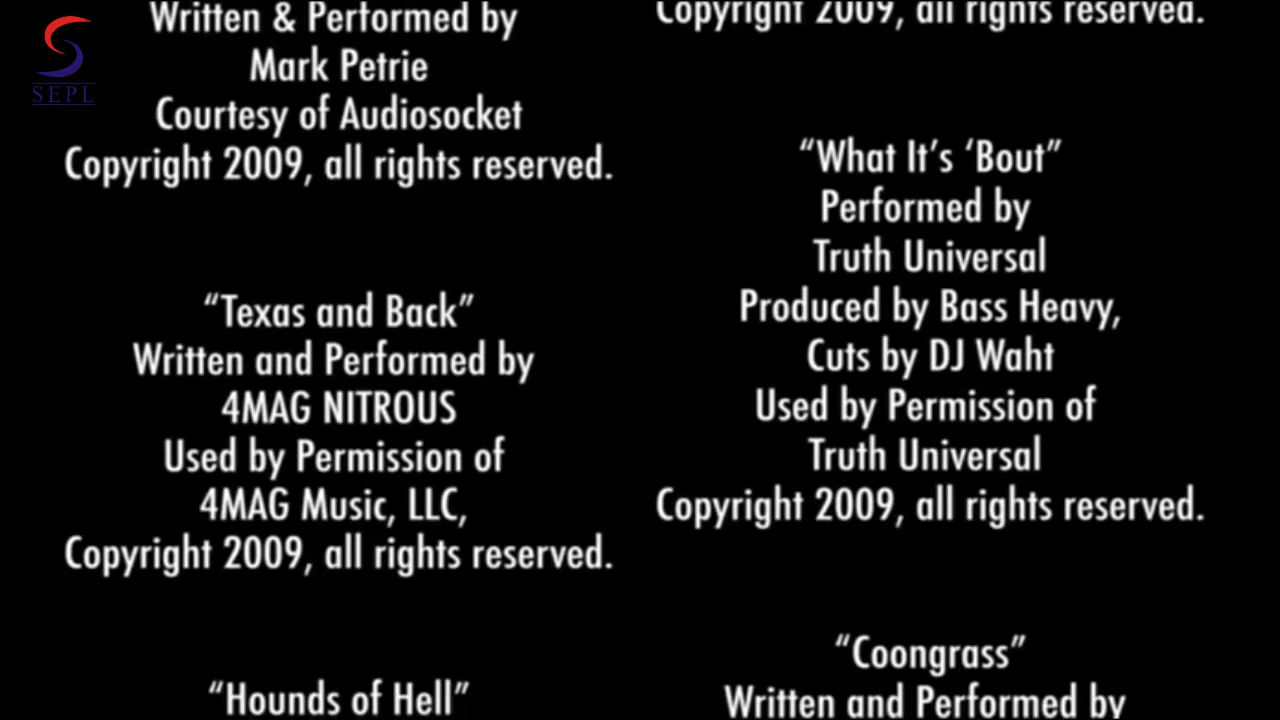 SEPL
Written & Performed by
Mark Petrie
Courtesy of Audiosocket
Copyright 2009, all rights reserved.
“Texas and Back”
Written and Performed by
4MAG NITROUS
Used by Permission of
4MAG Music, LLC,
Copyright 2009, all rights reserved.
“Hounds of Hell”
Copyright 2009, all rights reserved.
“What It’s ‘Bout”
Performed by
Truth Universal
Produced by Bass Heavy,
Cuts by DJ Waht
Used by Permission of
Truth Universal
Copyright 2009, all rights reserved.
“Coongrass”
Written and Performed by